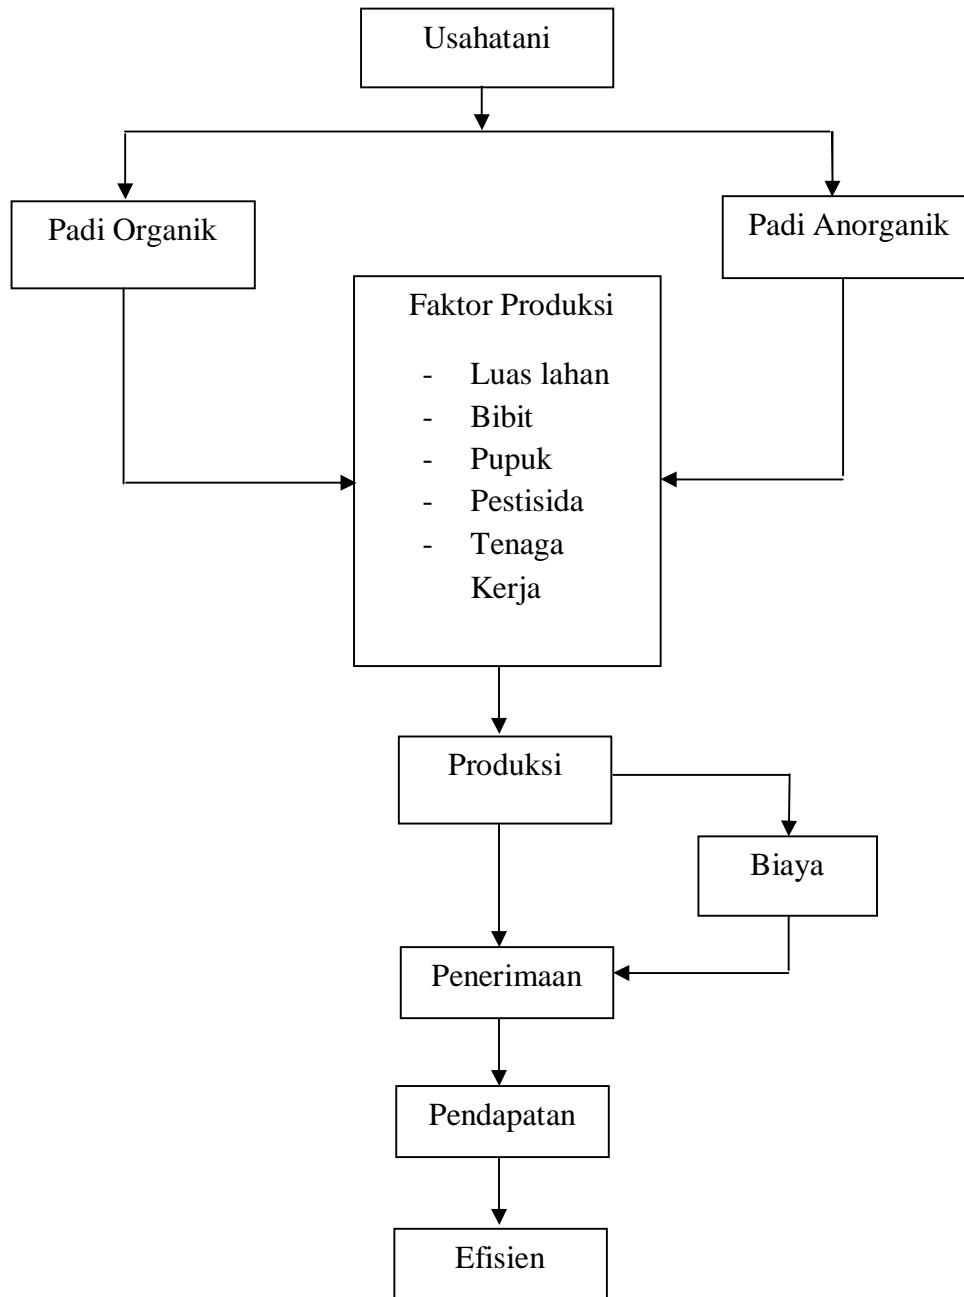 Usahatani
Padi Organik
Padi Anorganik
Faktor Produksi
- Luas lahan
- Bibit
- Pupuk
- Pestisida
- Tenaga
Kerja
Produksi
Biaya
Penerimaan
Pendapatan
Efisien